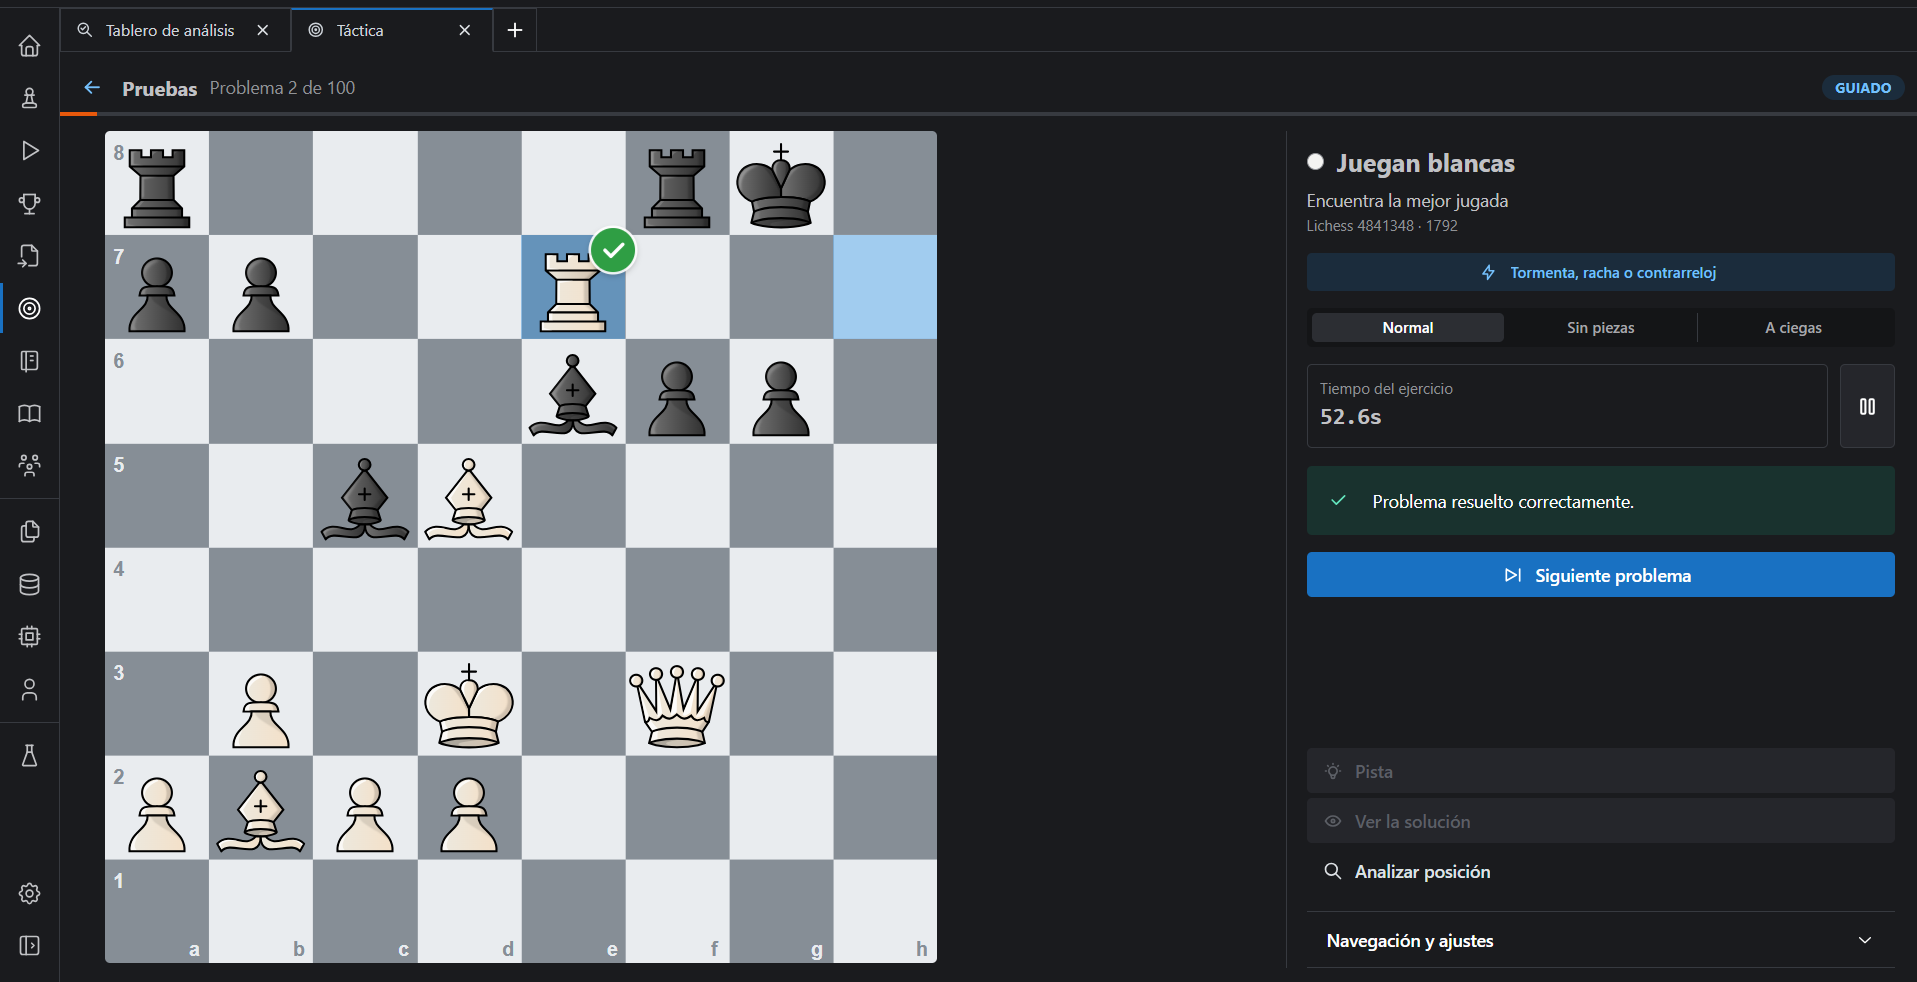 Tablero de análisis
Táctica
Pruebas Problema 2 de 100
GUIADO
8
7
6
5
4
3
2
1
a b c d e f g h
Juegan blancas
Encuentra la mejor jugada
Lichess 4841348 · 1792
Tormenta, racha o contrarreloj
Normal Sin piezas A ciegas
Tiempo del ejercicio
52.6s
Problema resuelto correctamente.
Siguiente problema
Pista
Ver la solución
Analizar posición
Navegación y ajustes